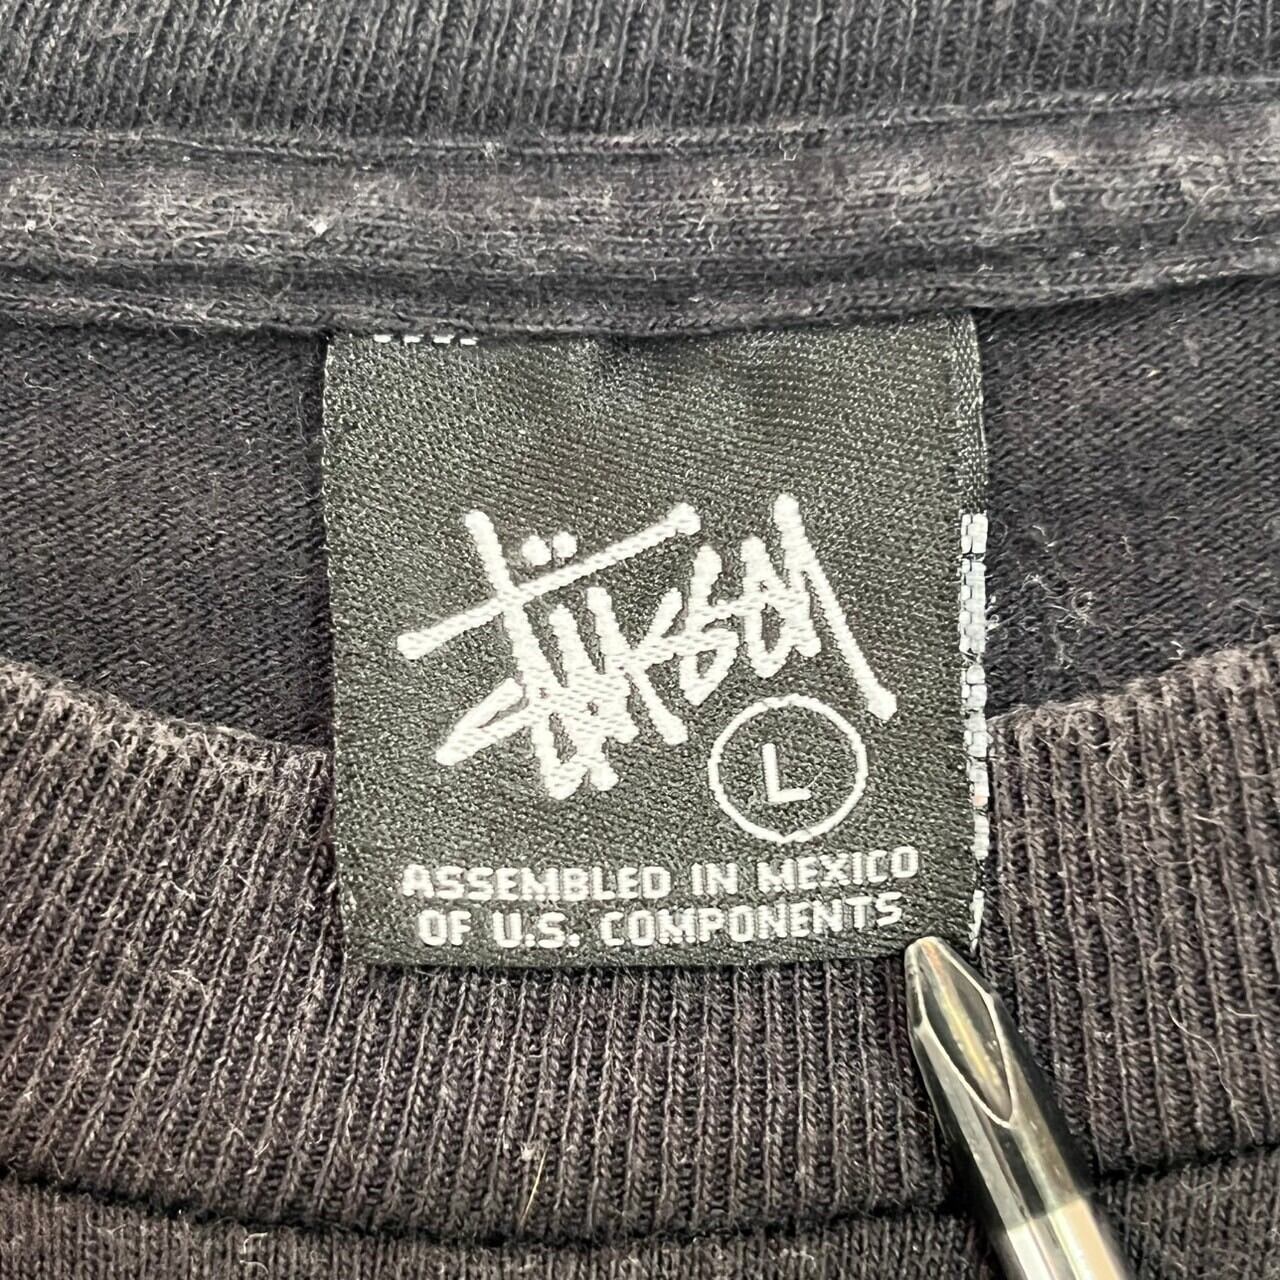 Stüssy
L
ASSEMBLED IN MEXICO
OF U.S. COMPONENTS